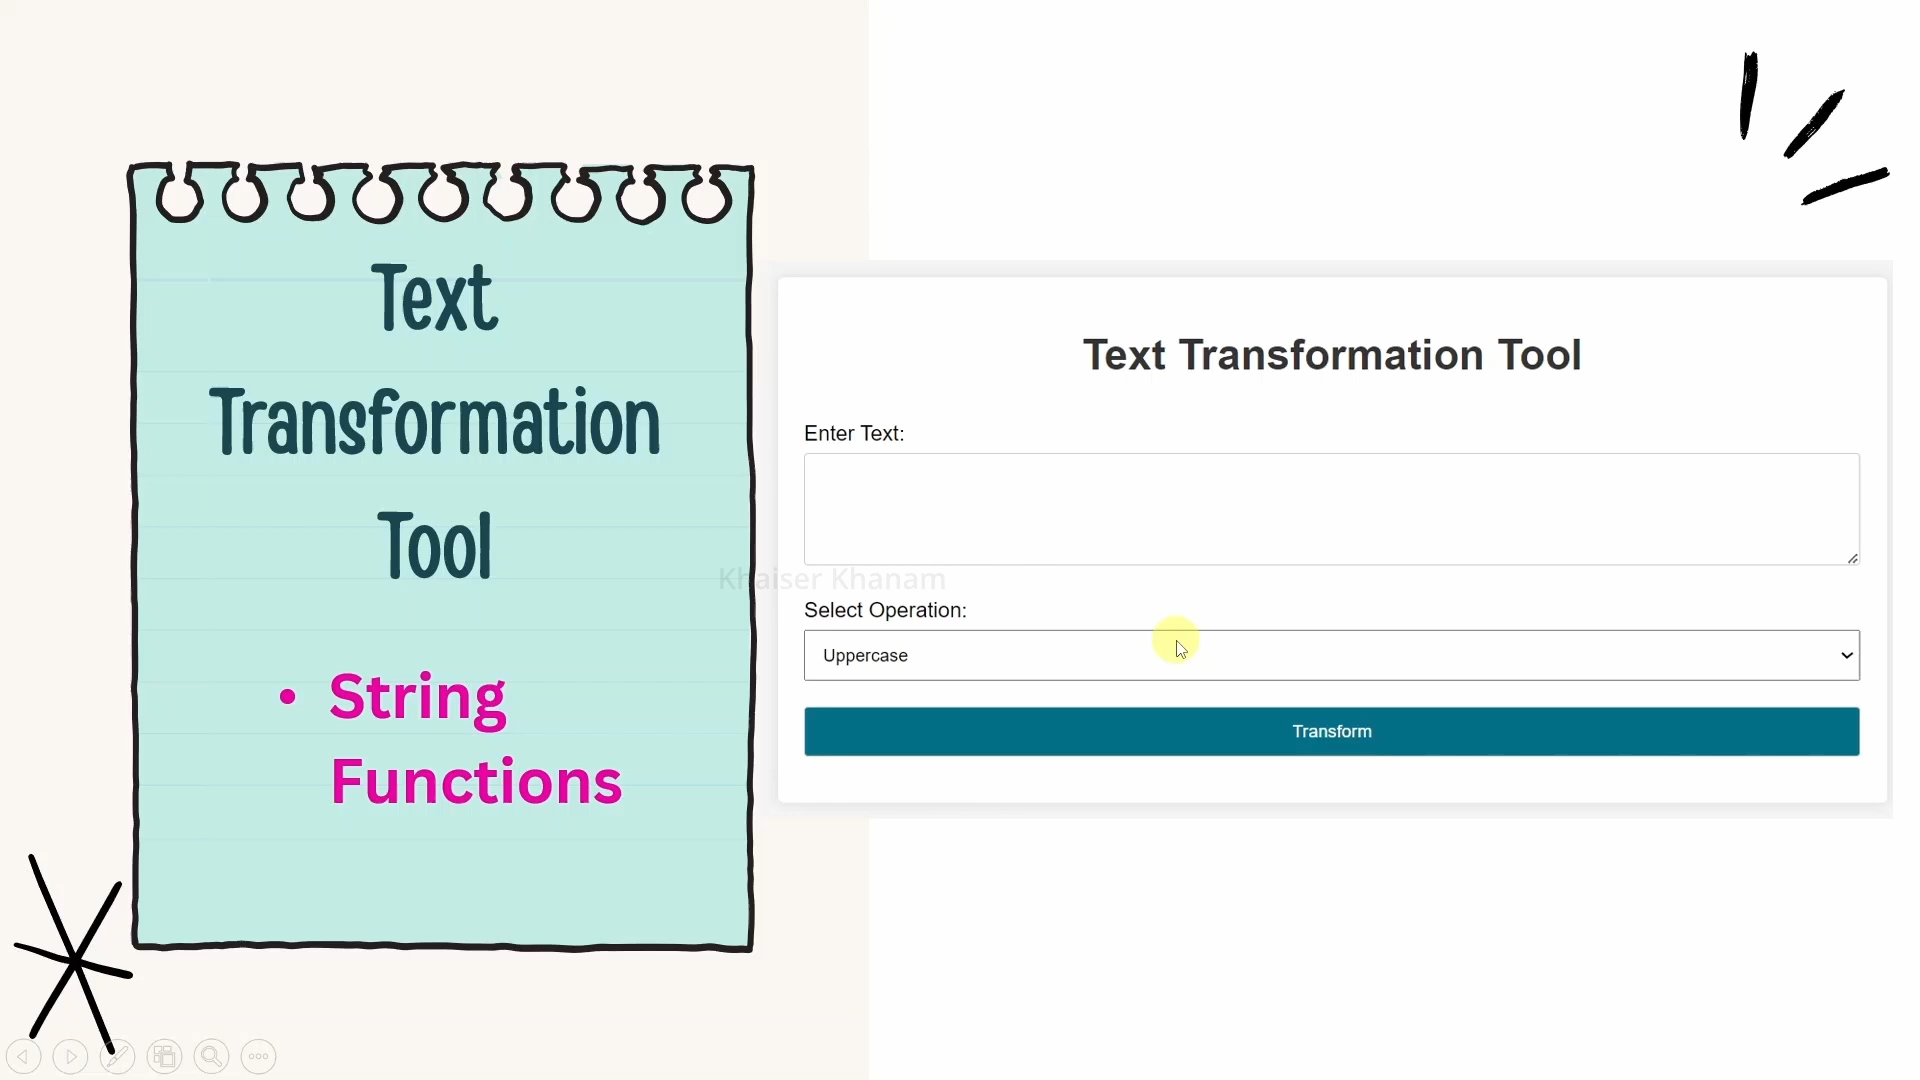 Text
Transformation
Tool
• String
Functions
Text Transformation Tool
Enter Text:
Khaiser Khanam
Select Operation:
Uppercase
Transform